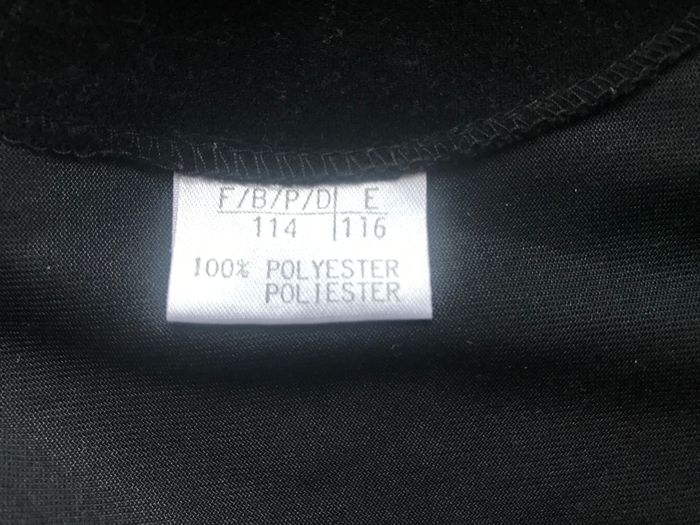 F/B/P/D| E
114 |116
100% POLYESTER
POLIESTER